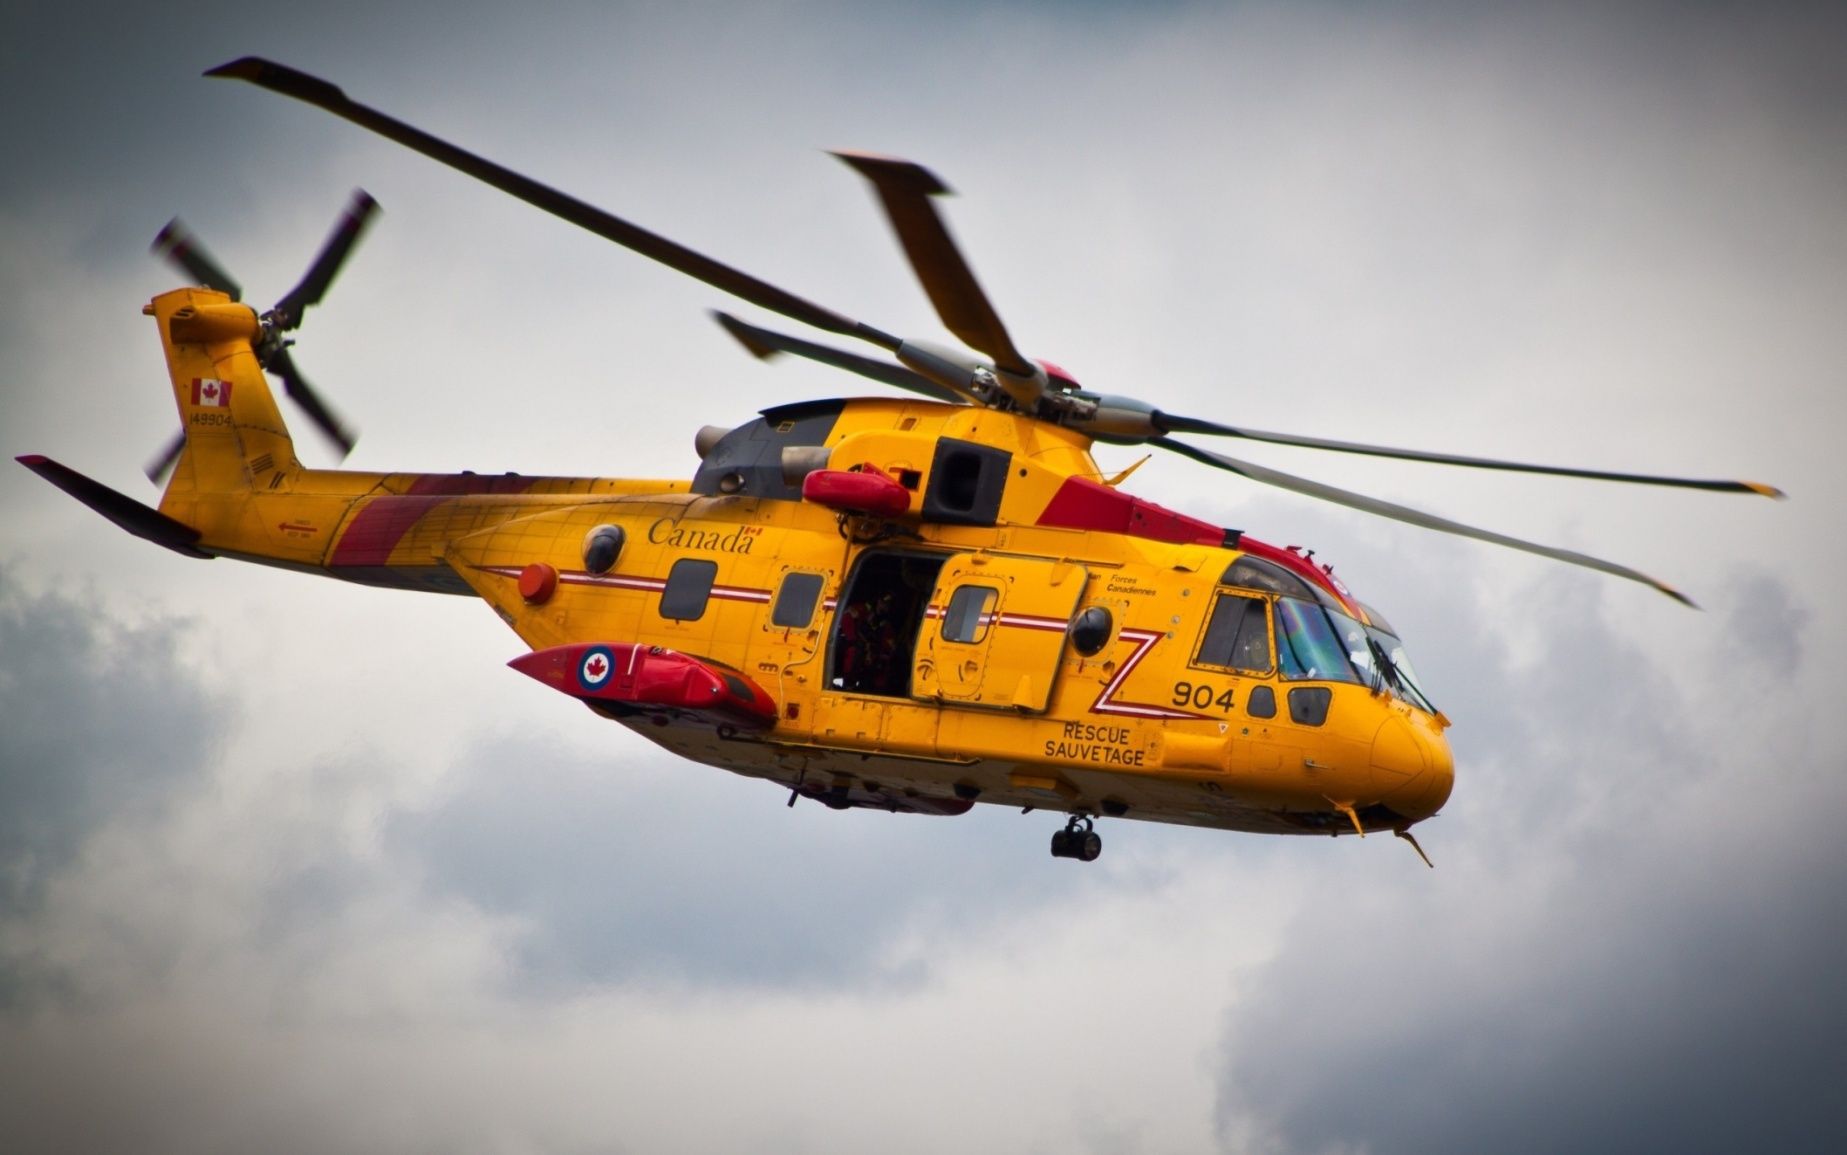 149904
Canada
Forces
Canadiennes
904
RESCUE
SAUVETAGE